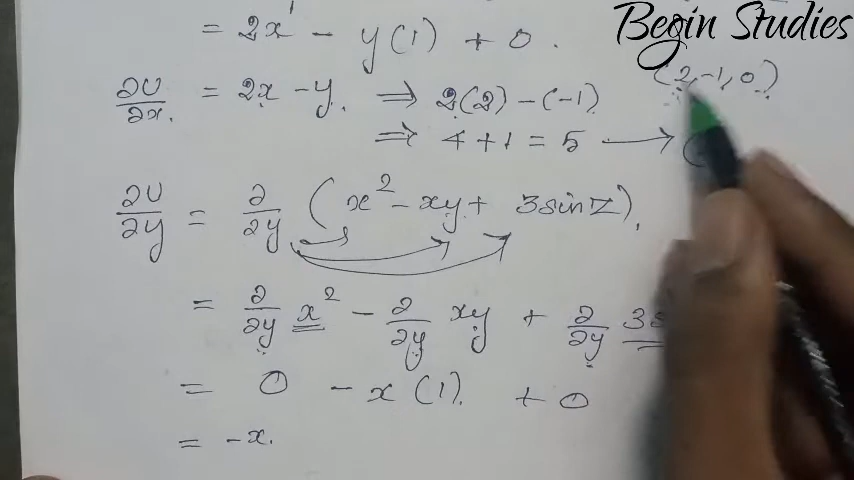 Begin Studies
= 2x¹ - y(1) + 0.
(2,-1,0)
∂U/∂x. = 2x - y. ⇒ 2(2) - (-1)
⇒ 4 + 1 = 5 → (
∂U/∂y = ∂/∂y (x² - xy + 3sinz).
= ∂/∂y x² - ∂/∂y xy + ∂/∂y 3
= 0 - x(1). + 0
= -x.